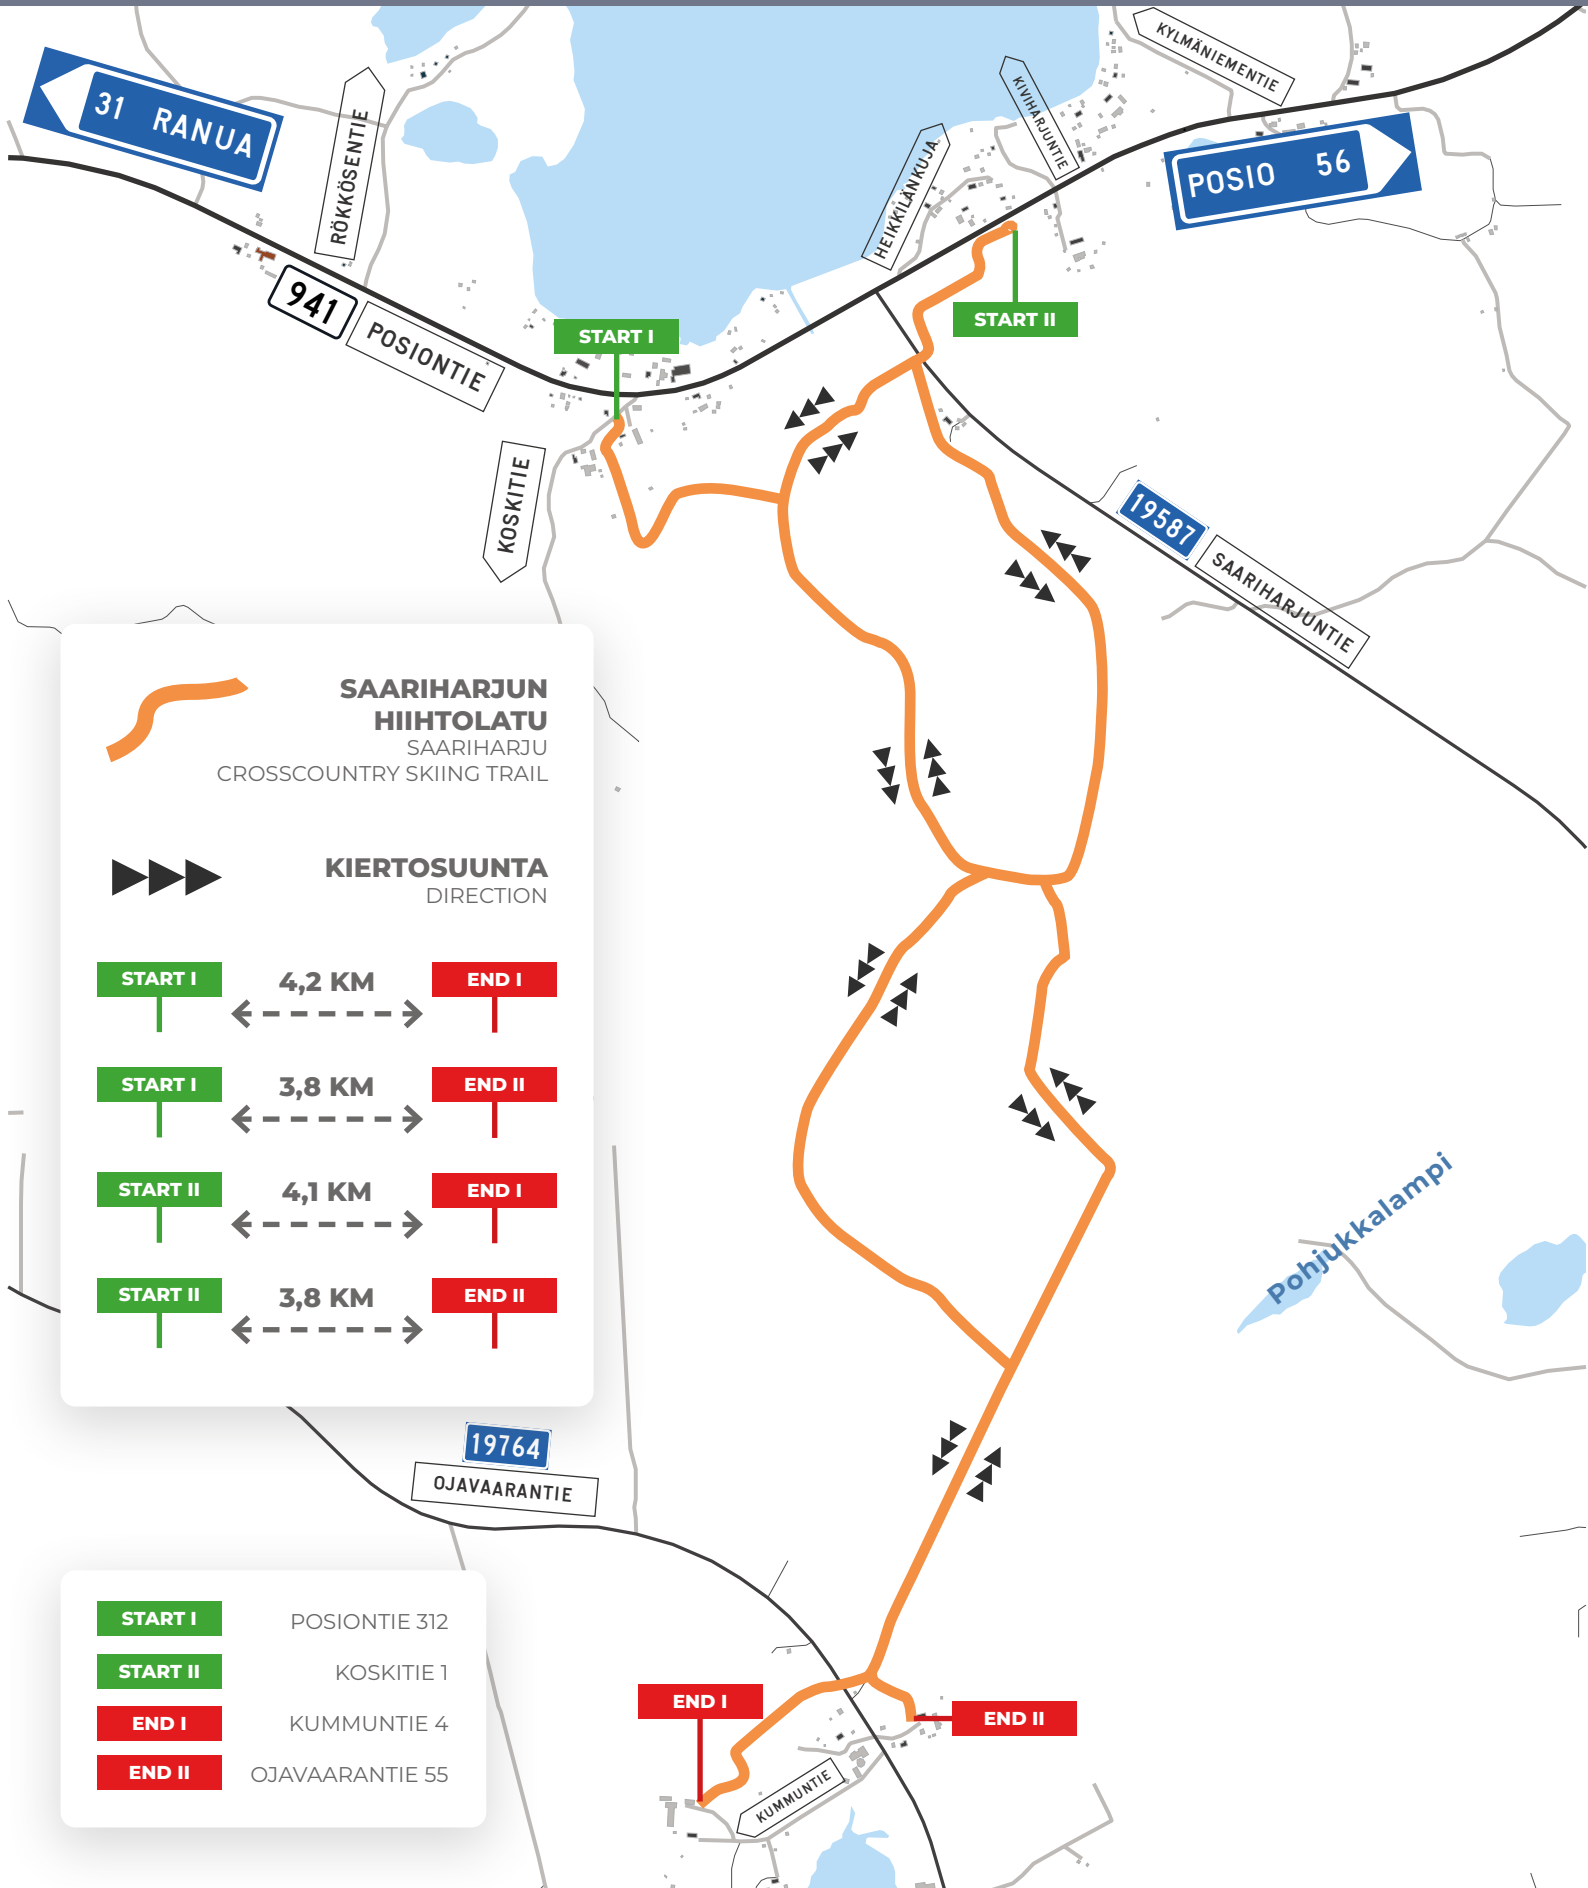 KYLMÄNIEMENTIE
31 RANUA
KIVIHARJUNTIE
RÖKKÖSENTIE
HEIKKILÄNKUJA
POSIO 56
941
POSIONTIE
START I
START II
KOSKITIE
19587
SAARIHARJUNTIE
SAARIHARJUN
HIIHTOLATU
SAARIHARJU
CROSSCOUNTRY SKIING TRAIL
KIERTOSUUNTA
DIRECTION
START I 4,2 KM END I
START I 3,8 KM END II
START II 4,1 KM END I
START II 3,8 KM END II
Pohjukkalampi
19764
OJAVAARANTIE
START I POSIONTIE 312
START II KOSKITIE 1
END I KUMMUNTIE 4
END II OJAVAARANTIE 55
END I
END II
KUMMUNTIE